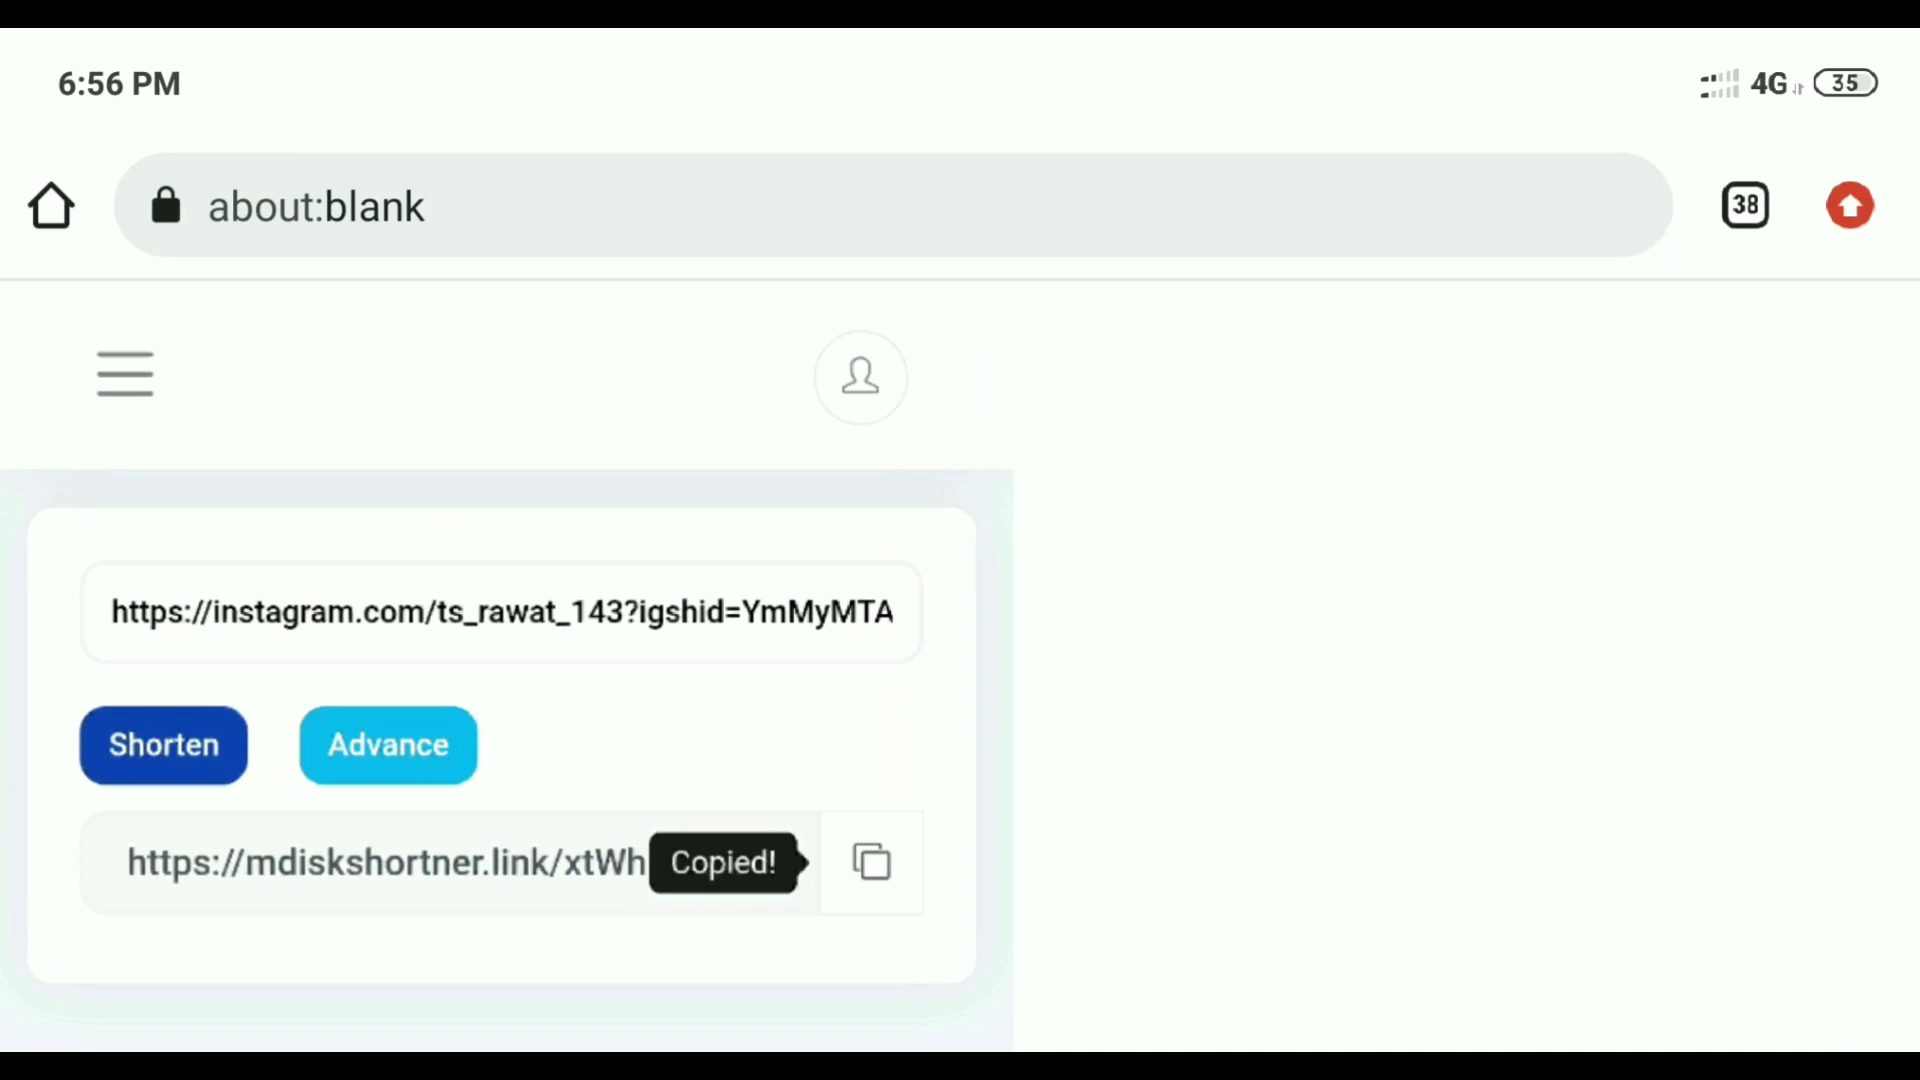 6:56 PM
4G 35
about:blank
38
https://instagram.com/ts_rawat_143?igshid=YmMyMTA
Shorten Advance
https://mdiskshortner.link/xtWh Copied!